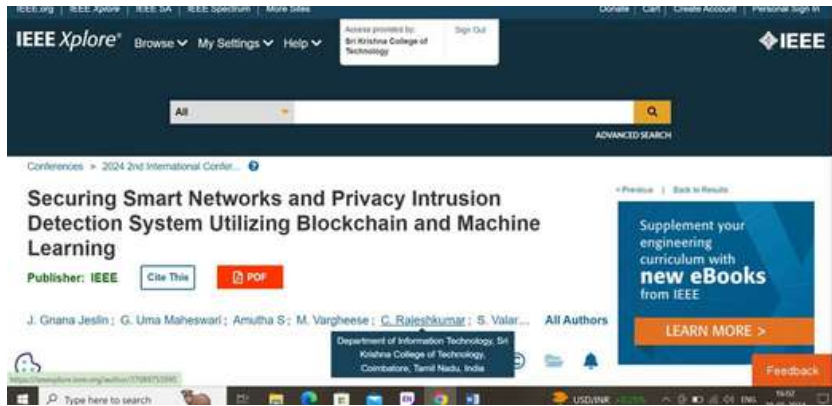 IEEE.org | IEEE Xplore | IEEE SA | IEEE Spectrum | More Sites
Donate | Cart | Create Account | Personal Sign In
IEEE Xplore® Browse My Settings Help
Access provided by:
Sri Krishna College of
Technology
Sign Out
IEEE
All
ADVANCED SEARCH
Conferences > 2024 2nd International Confer...
Securing Smart Networks and Privacy Intrusion
Detection System Utilizing Blockchain and Machine
Learning
< Previous | Back to Results
Publisher: IEEE Cite This PDF
J. Gnana Jeslin ; G. Uma Maheswari ; Amutha S ; M. Vargheese ; C. Rajeshkumar ; S. Valar... All Authors
Department of Information Technology, Sri
Krishna College of Technology,
Coimbatore, Tamil Nadu, India
Supplement your
engineering
curriculum with
new eBooks
from IEEE
LEARN MORE >
Feedback
Type here to search
USD/INR
ENG